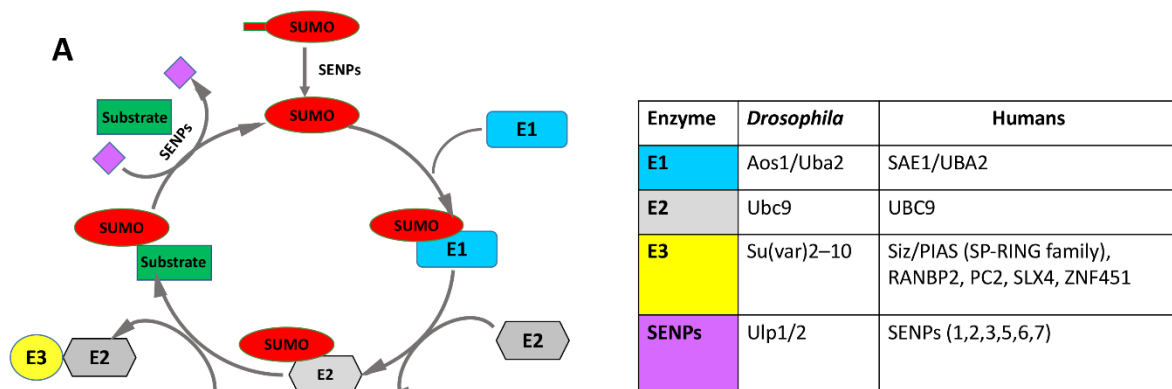 A
SUMO
SENPs
SUMO
E1
Substrate
SENPs
SUMO
Substrate
SUMO
E1
E3
E2
SUMO
E2
E2
Enzyme Drosophila Humans
E1 Aos1/Uba2 SAE1/UBA2
E2 Ubc9 UBC9
E3 Su(var)2–10 Siz/PIAS (SP-RING family),
RANBP2, PC2, SLX4, ZNF451
SENPs Ulp1/2 SENPs (1,2,3,5,6,7)